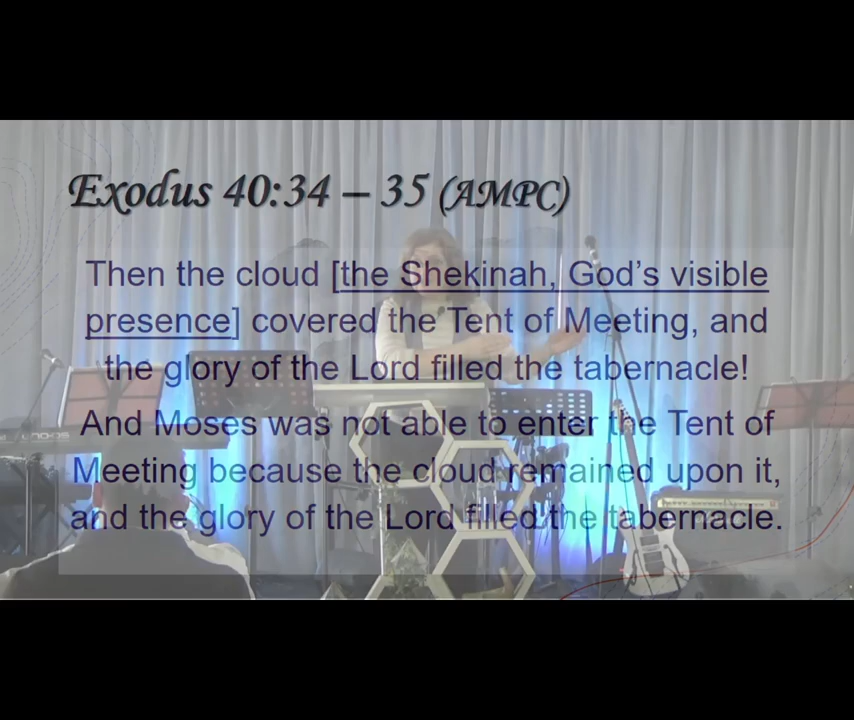 Exodus 40:34 – 35 (AMPC)
Then the cloud [the Shekinah, God's visible
presence] covered the Tent of Meeting, and
the glory of the Lord filled the tabernacle!
And Moses was not able to enter the Tent of
Meeting because the cloud remained upon it,
and the glory of the Lord filled the tabernacle.